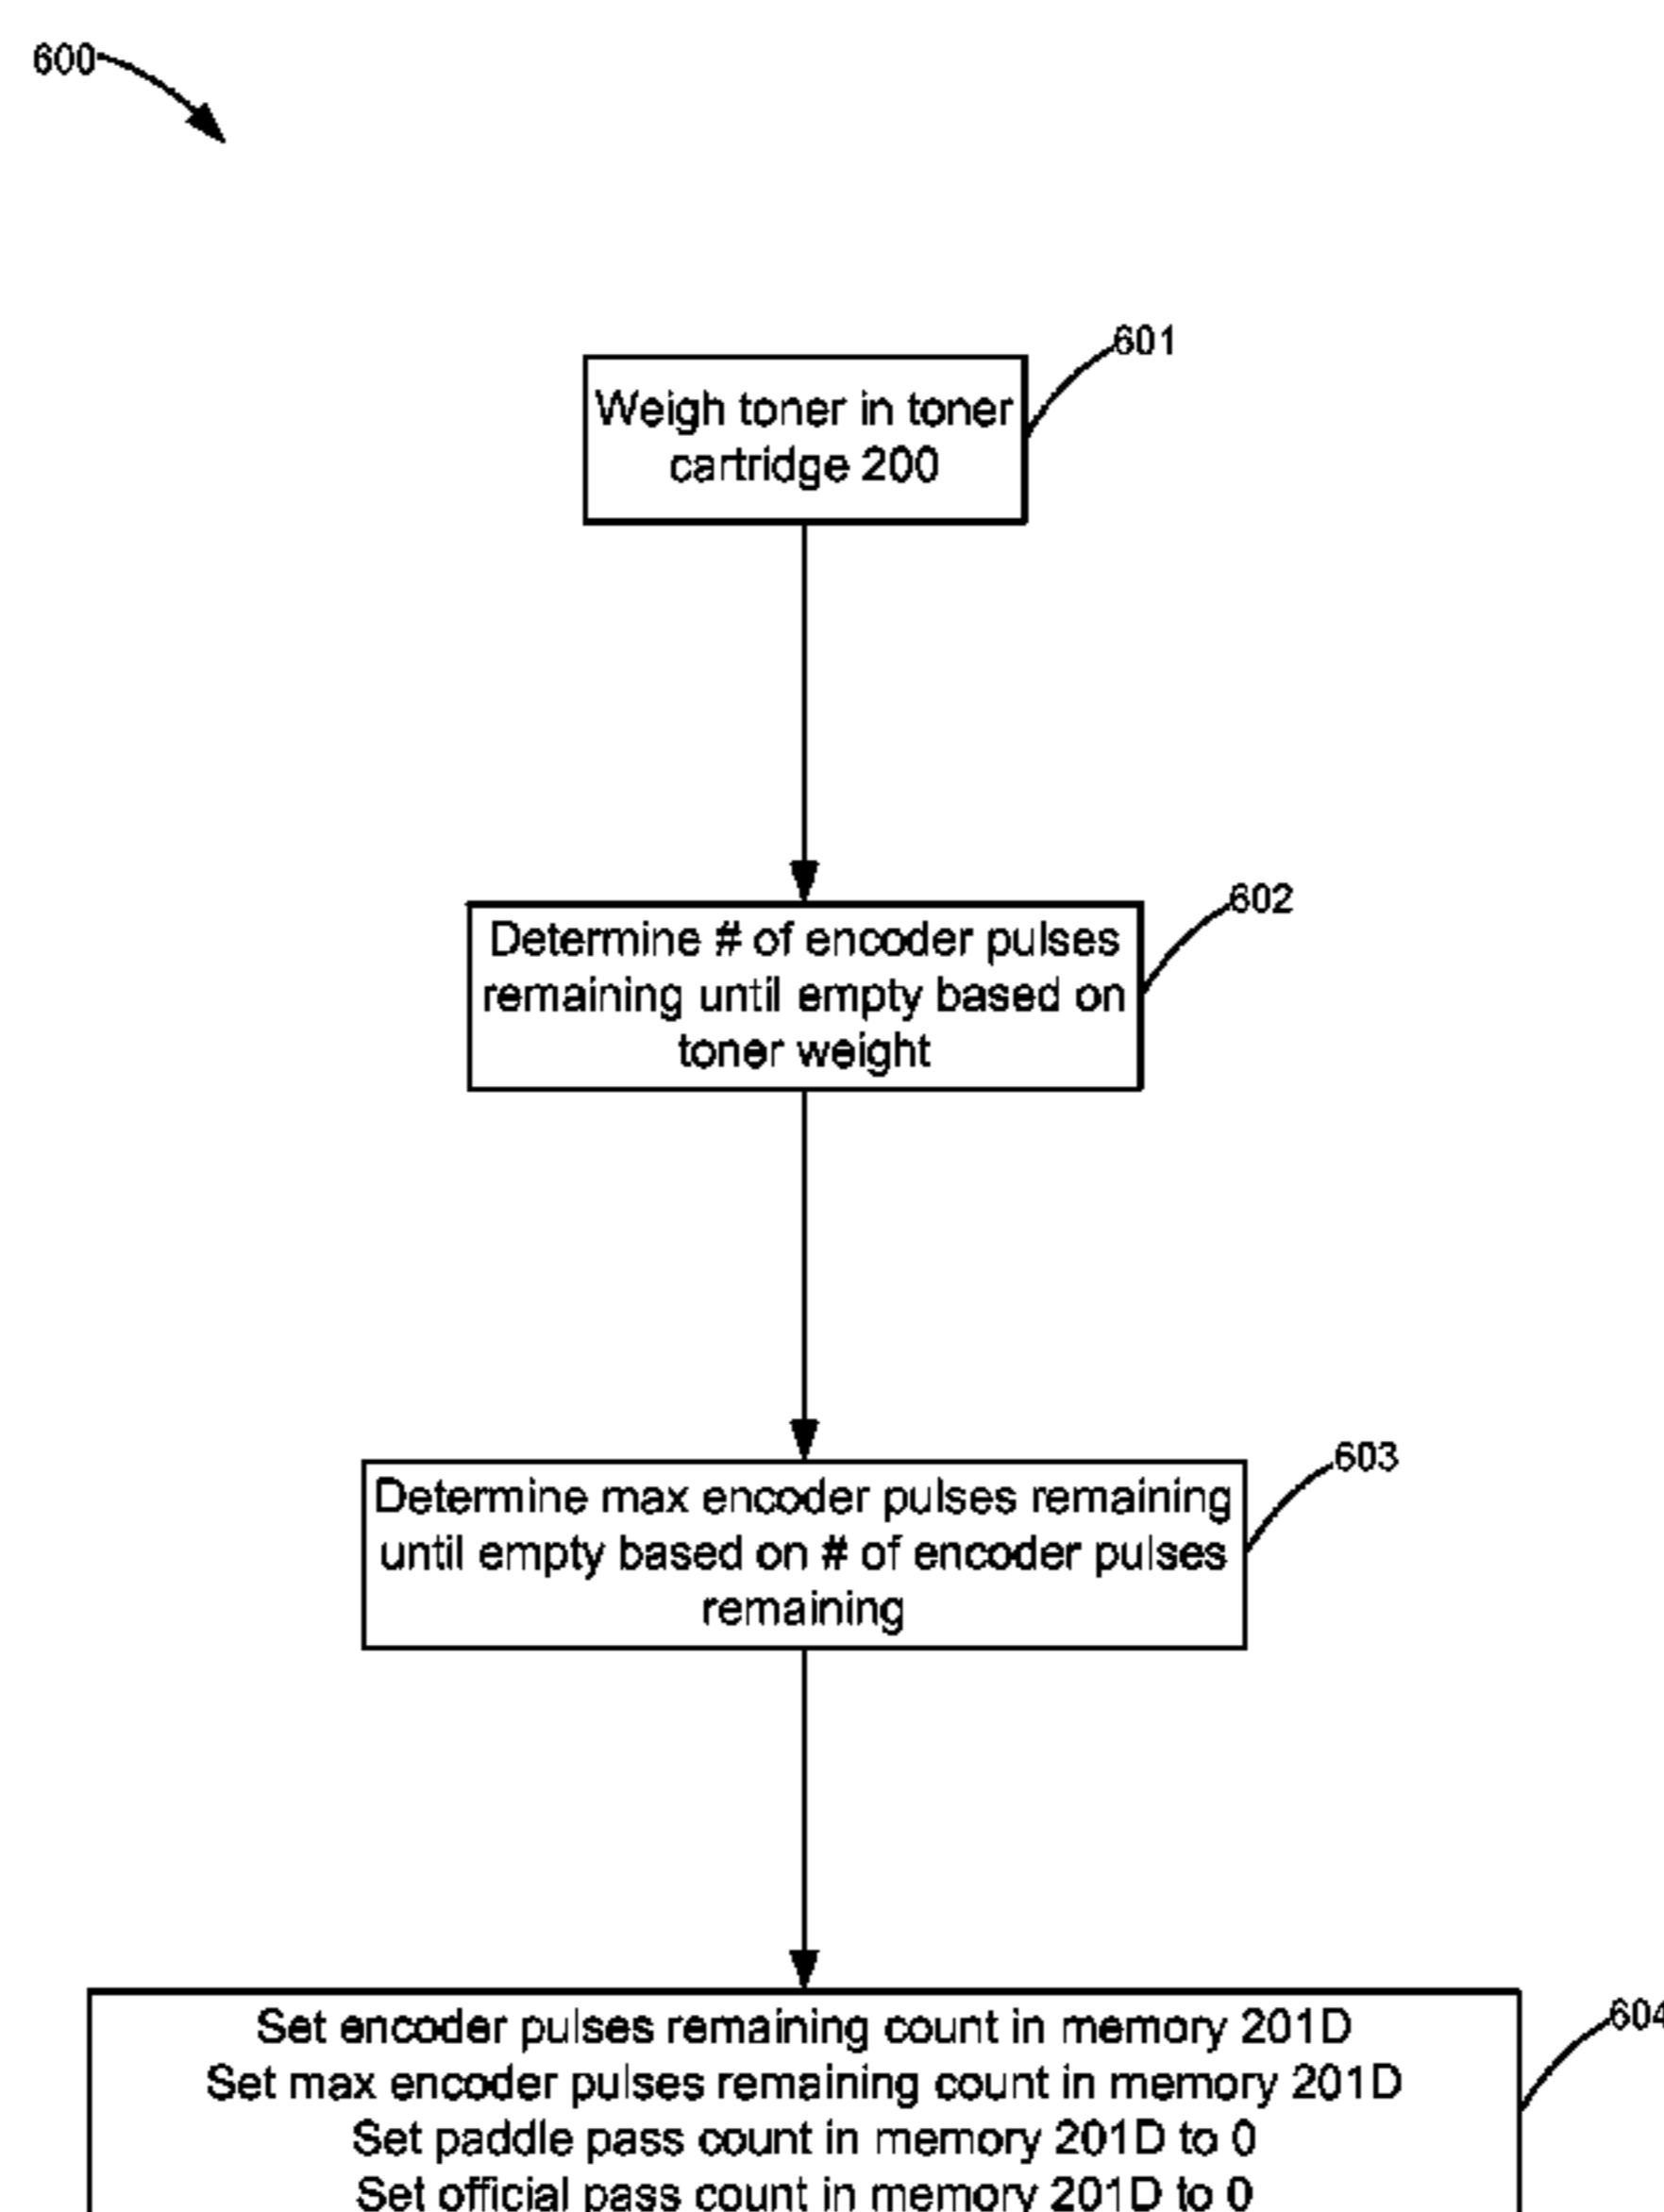 600
601
Weigh toner in toner
cartridge 200
602
Determine # of encoder pulses
remaining until empty based on
toner weight
603
Determine max encoder pulses remaining
until empty based on # of encoder pulses
remaining
604
Set encoder pulses remaining count in memory 201D
Set max encoder pulses remaining count in memory 201D
Set paddle pass count in memory 201D to 0
Set official pass count in memory 201D to 0